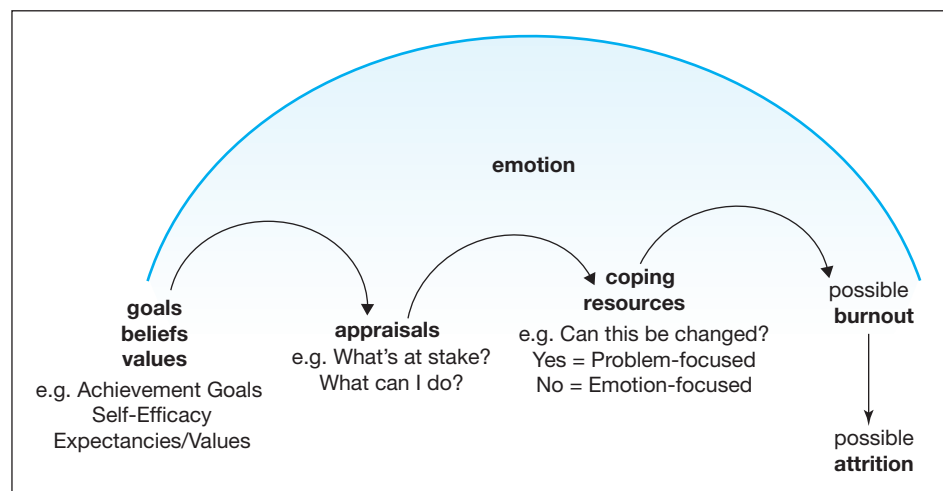 emotion
goals
beliefs
values
e.g. Achievement Goals
Self-Efficacy
Expectancies/Values
appraisals
e.g. What's at stake?
What can I do?
coping
resources
e.g. Can this be changed?
Yes = Problem-focused
No = Emotion-focused
possible
burnout
possible
attrition